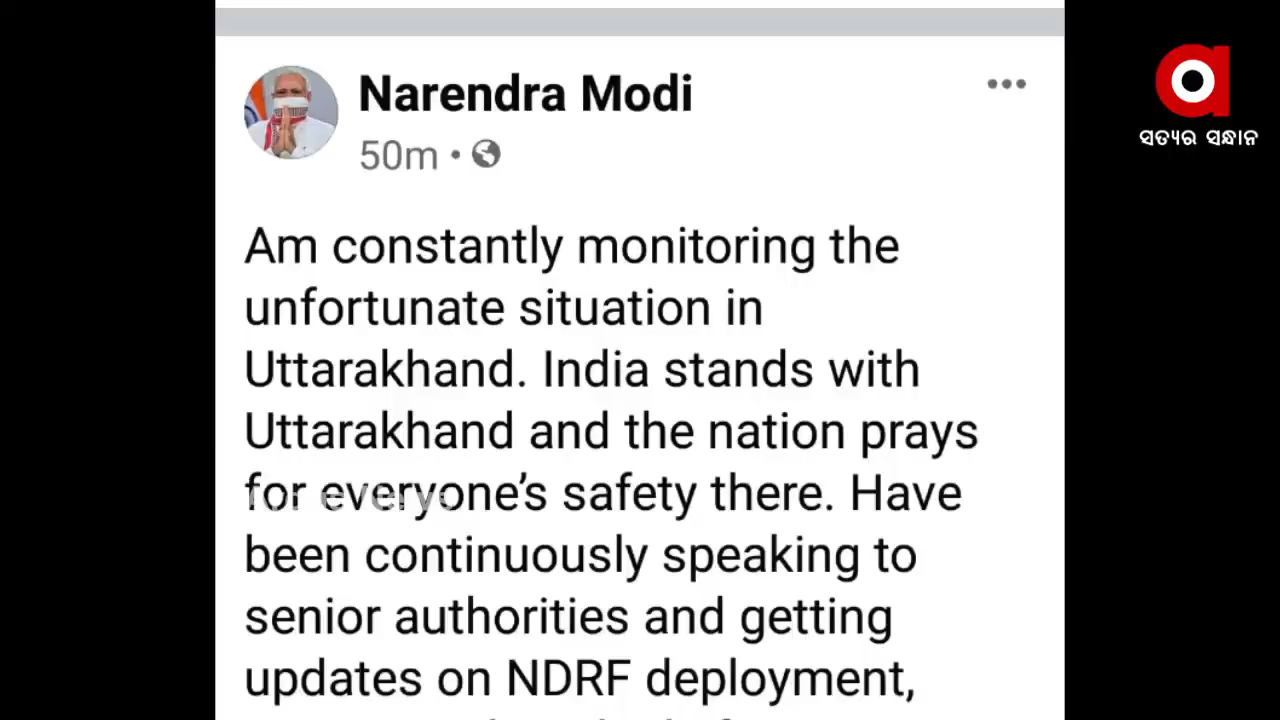 Narendra Modi
50m
ସତ୍ୟର ସନ୍ଧାନ
Am constantly monitoring the
unfortunate situation in
Uttarakhand. India stands with
Uttarakhand and the nation prays
for everyone’s safety there. Have
been continuously speaking to
senior authorities and getting
updates on NDRF deployment,